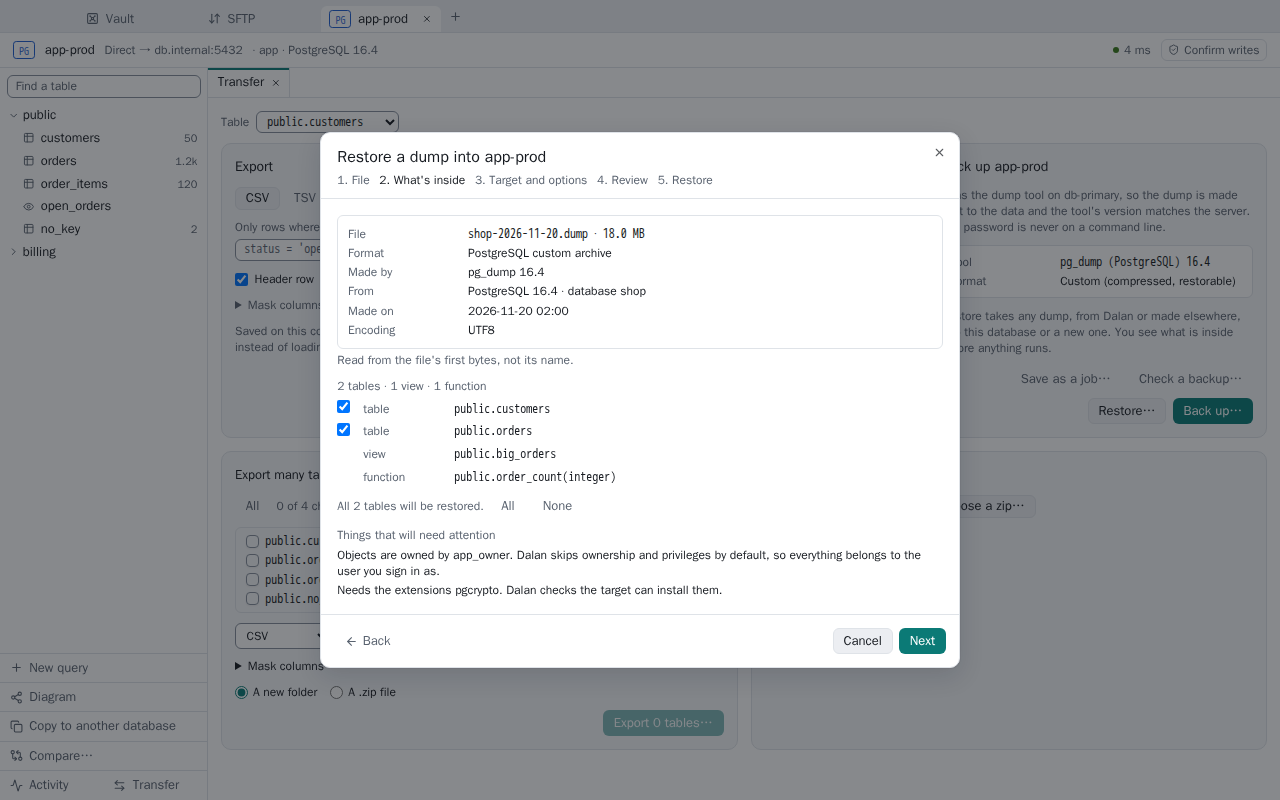 Vault
SFTP
PG app-prod × +
PG app-prod Direct → db.internal:5432 · app · PostgreSQL 16.4
4 ms
Confirm writes
Find a table
public
customers 50
orders 1.2k
order_items 120
open_orders
no_key 2
billing
New query
Diagram
Copy to another database
Compare···
Activity
Transfer
Transfer ×
Table public.customers
Export
CSV TSV
Only rows where
status = 'ope
Header row
Mask columns
Saved on this co
instead of loadin
Export many ta
All 0 of 4 ch
public.cu
public.or
public.or
public.no
CSV
Mask columns
A new folder A .zip file
Export 0 tables···
ck up app-prod
s the dump tool on db-primary, so the dump is made
t to the data and the tool's version matches the server.
password is never on a command line.
ool pg_dump (PostgreSQL) 16.4
rmat Custom (compressed, restorable)
store takes any dump, from Dalan or made elsewhere,
this database or a new one. You see what is inside
ore anything runs.
Save as a job··· Check a backup···
Restore··· Back up···
ose a zip···
Restore a dump into app-prod ×
1. File 2. What's inside 3. Target and options 4. Review 5. Restore
File shop-2026-11-20.dump · 18.0 MB
Format PostgreSQL custom archive
Made by pg_dump 16.4
From PostgreSQL 16.4 · database shop
Made on 2026-11-20 02:00
Encoding UTF8
Read from the file's first bytes, not its name.
2 tables · 1 view · 1 function
table public.customers
table public.orders
view public.big_orders
function public.order_count(integer)
All 2 tables will be restored. All None
Things that will need attention
Objects are owned by app_owner. Dalan skips ownership and privileges by default, so everything belongs to the
user you sign in as.
Needs the extensions pgcrypto. Dalan checks the target can install them.
← Back
Cancel
Next